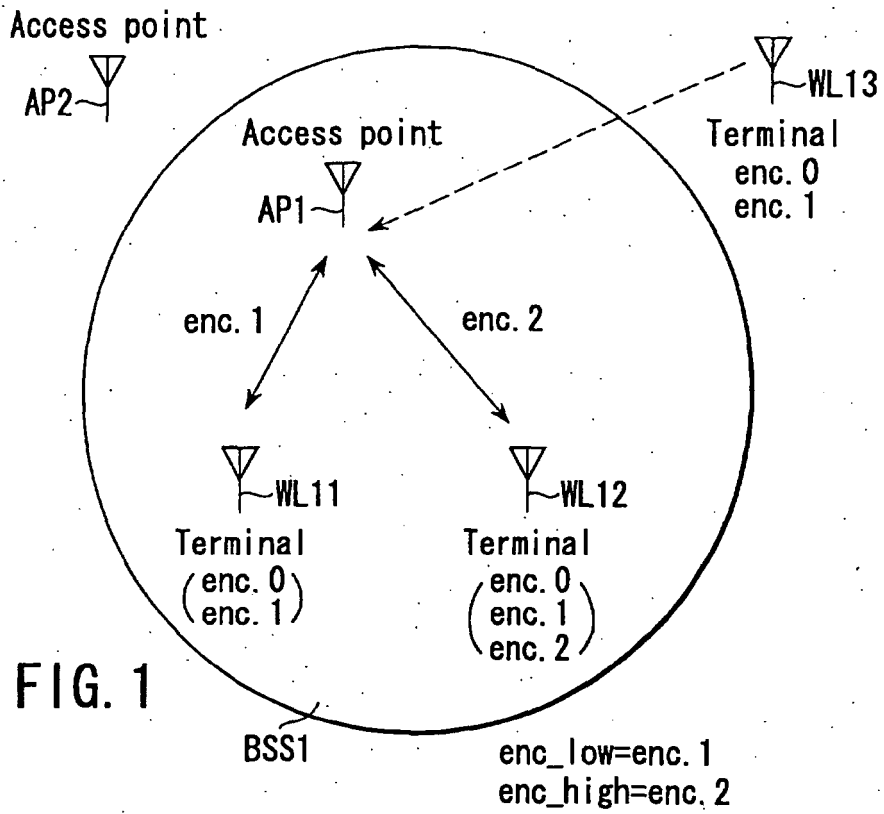 Access point
AP2
WL13
Terminal
enc. 0
enc. 1
Access point
AP1
enc. 1
enc. 2
WL11
Terminal
(enc. 0
enc. 1)
WL12
Terminal
(enc. 0
enc. 1
enc. 2)
FIG. 1
BSS1
enc_low=enc. 1
enc_high=enc. 2